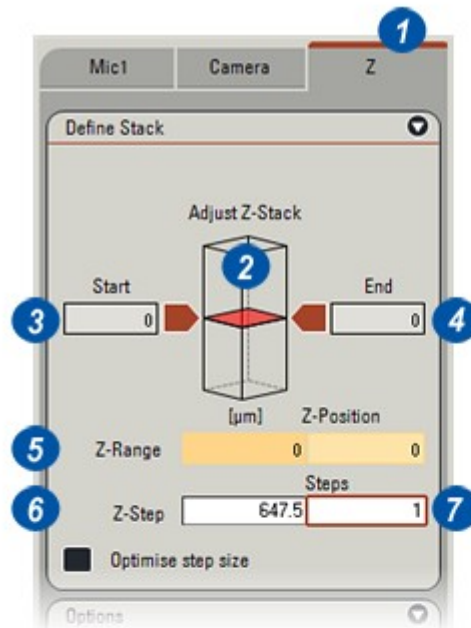 1
Mic1 Camera Z
Define Stack
Adjust Z-Stack
2
Start End
3 0 0 4
[µm] Z-Position
5 Z-Range 0 0
Steps
6 Z-Step 647.5 1 7
Optimise step size
Options